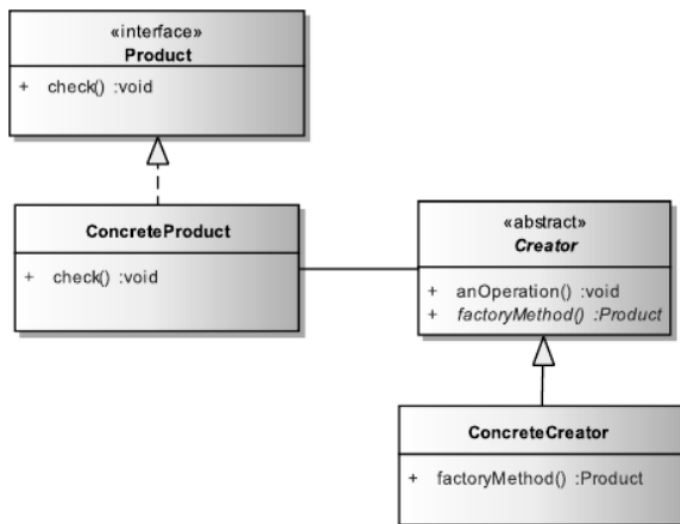 «interface»
Product
+ check() :void
ConcreteProduct
+ check() :void
«abstract»
Creator
+ anOperation() :void
+ factoryMethod() :Product
ConcreteCreator
+ factoryMethod() :Product